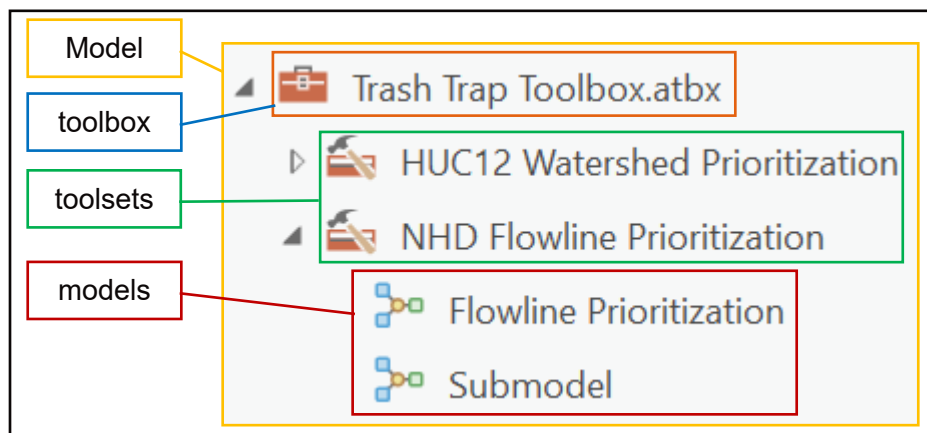 Model
Trash Trap Toolbox.atbx
toolbox
HUC12 Watershed Prioritization
toolsets
NHD Flowline Prioritization
models
Flowline Prioritization
Submodel